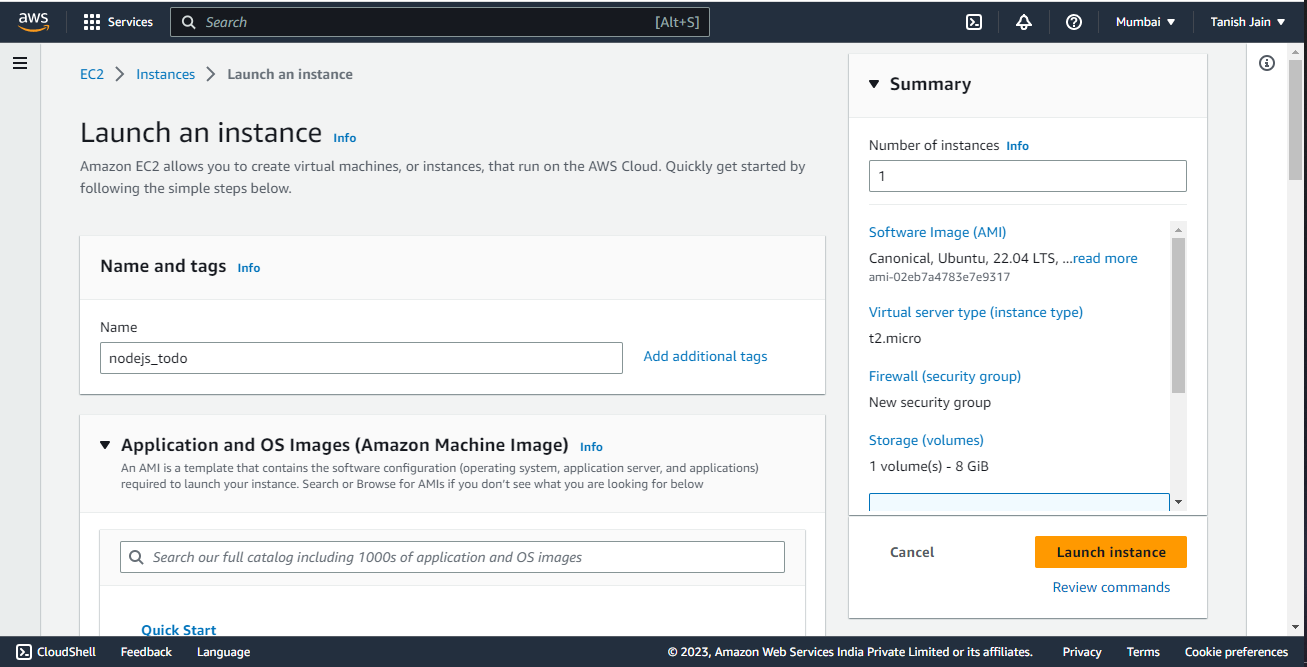 aws
Services
Search [Alt+S]
Mumbai ▼
Tanish Jain ▼
EC2 > Instances > Launch an instance
Launch an instance Info
Amazon EC2 allows you to create virtual machines, or instances, that run on the AWS Cloud. Quickly get started by
following the simple steps below.
Name and tags Info
Name
nodejs_todo
Add additional tags
▼ Application and OS Images (Amazon Machine Image) Info
An AMI is a template that contains the software configuration (operating system, application server, and applications)
required to launch your instance. Search or Browse for AMIs if you don't see what you are looking for below
Search our full catalog including 1000s of application and OS images
Quick Start
▼ Summary
Number of instances Info
1
Software Image (AMI)
Canonical, Ubuntu, 22.04 LTS, ...read more
ami-02eb7a4783e7e9317
Virtual server type (instance type)
t2.micro
Firewall (security group)
New security group
Storage (volumes)
1 volume(s) - 8 GiB
Cancel
Launch instance
Review commands
CloudShell
Feedback
Language
© 2023, Amazon Web Services India Private Limited or its affiliates.
Privacy
Terms
Cookie preferences